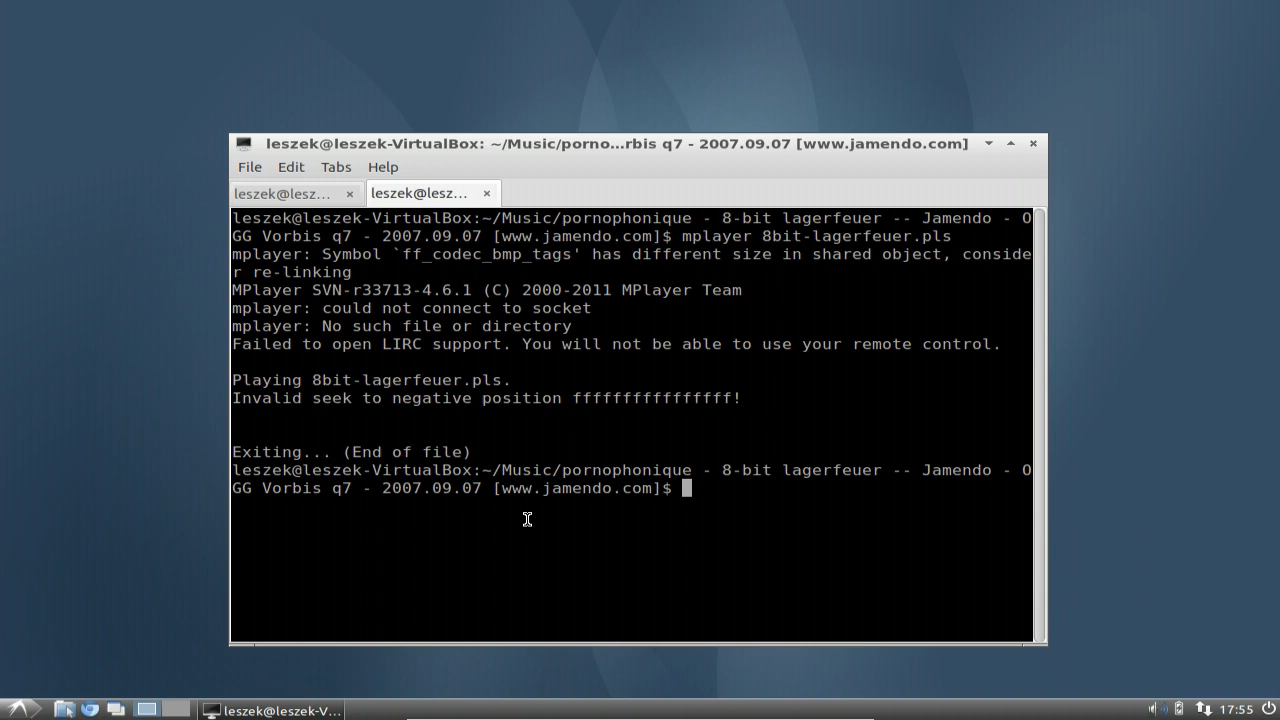 leszek@leszek-VirtualBox: ~/Music/porno...rbis q7 - 2007.09.07 [www.jamendo.com]
File Edit Tabs Help
leszek@lesz... leszek@lesz...
leszek@leszek-VirtualBox:~/Music/pornophonique - 8-bit lagerfeuer -- Jamendo - O
GG Vorbis q7 - 2007.09.07 [www.jamendo.com]$ mplayer 8bit-lagerfeuer.pls
mplayer: Symbol `ff_codec_bmp_tags' has different size in shared object, conside
r re-linking
MPlayer SVN-r33713-4.6.1 (C) 2000-2011 MPlayer Team
mplayer: could not connect to socket
mplayer: No such file or directory
Failed to open LIRC support. You will not be able to use your remote control.
Playing 8bit-lagerfeuer.pls.
Invalid seek to negative position ffffffffffffffff!
Exiting... (End of file)
leszek@leszek-VirtualBox:~/Music/pornophonique - 8-bit lagerfeuer -- Jamendo - O
GG Vorbis q7 - 2007.09.07 [www.jamendo.com]$
leszek@leszek-V... 17:55